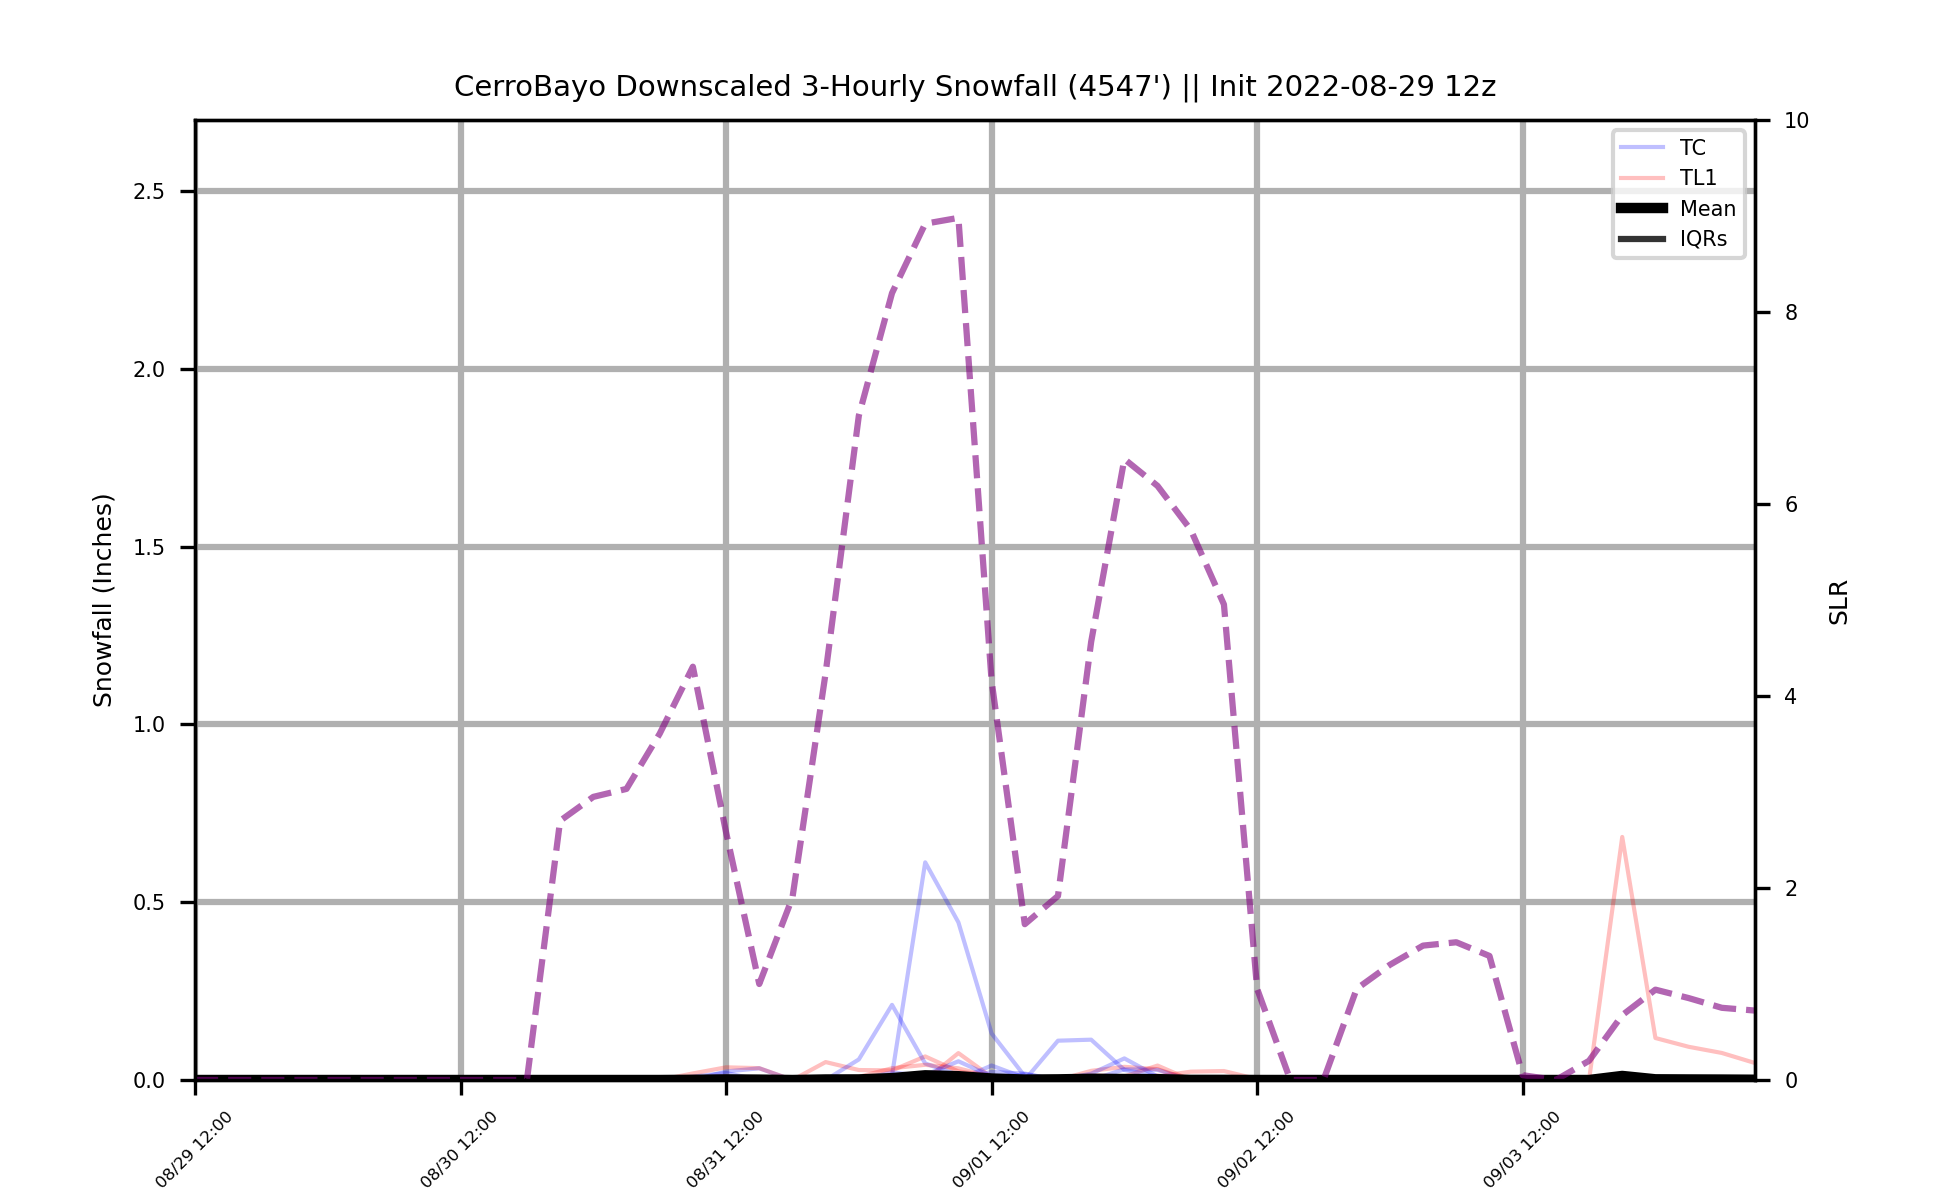 CerroBayo Downscaled 3-Hourly Snowfall (4547') || Init 2022-08-29 12z
TC
TL1
Mean
IQRs
Snowfall (Inches)
2.5
2.0
1.5
1.0
0.5
0.0
10
8
6
4
2
0
SLR
08/29 12:00
08/30 12:00
08/31 12:00
09/01 12:00
09/02 12:00
09/03 12:00